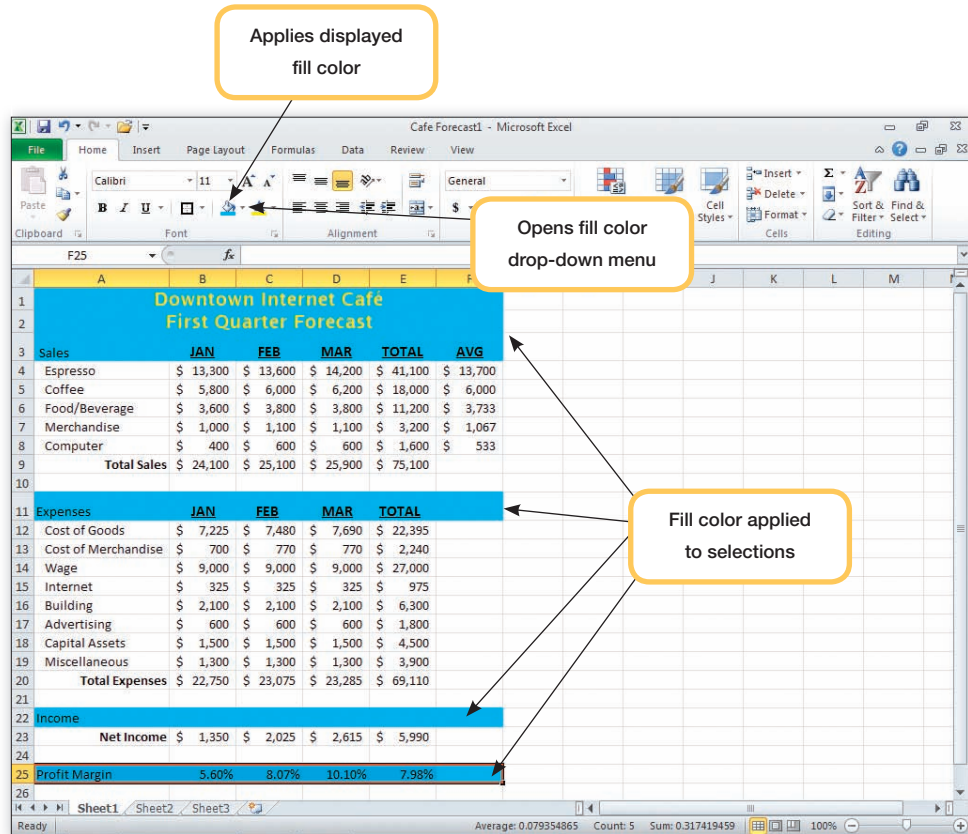 Applies displayed
fill color
Cafe Forecast1 - Microsoft Excel
File Home Insert Page Layout Formulas Data Review View
Calibri 11 A A General Insert Σ
Paste B I U $ Cell Styles Delete Sort & Filter Find & Select
Format
Clipboard Font Alignment Cells Editing
Opens fill color
drop-down menu
F25 fx
A B C D E F J K L M
1 Downtown Internet Café
2 First Quarter Forecast
3 Sales JAN FEB MAR TOTAL AVG
4 Espresso $ 13,300 $ 13,600 $ 14,200 $ 41,100 $ 13,700
5 Coffee $ 5,800 $ 6,000 $ 6,200 $ 18,000 $ 6,000
6 Food/Beverage $ 3,600 $ 3,800 $ 3,800 $ 11,200 $ 3,733
7 Merchandise $ 1,000 $ 1,100 $ 1,100 $ 3,200 $ 1,067
8 Computer $ 400 $ 600 $ 600 $ 1,600 $ 533
9 Total Sales $ 24,100 $ 25,100 $ 25,900 $ 75,100
10
11 Expenses JAN FEB MAR TOTAL
12 Cost of Goods $ 7,225 $ 7,480 $ 7,690 $ 22,395
13 Cost of Merchandise $ 700 $ 770 $ 770 $ 2,240
14 Wage $ 9,000 $ 9,000 $ 9,000 $ 27,000
15 Internet $ 325 $ 325 $ 325 $ 975
16 Building $ 2,100 $ 2,100 $ 2,100 $ 6,300
17 Advertising $ 600 $ 600 $ 600 $ 1,800
18 Capital Assets $ 1,500 $ 1,500 $ 1,500 $ 4,500
19 Miscellaneous $ 1,300 $ 1,300 $ 1,300 $ 3,900
20 Total Expenses $ 22,750 $ 23,075 $ 23,285 $ 69,110
21
22 Income
23 Net Income $ 1,350 $ 2,025 $ 2,615 $ 5,990
24
25 Profit Margin 5.60% 8.07% 10.10% 7.98%
26
Fill color applied
to selections
Sheet1 Sheet2 Sheet3
Ready Average: 0.079354865 Count: 5 Sum: 0.317419459 100%